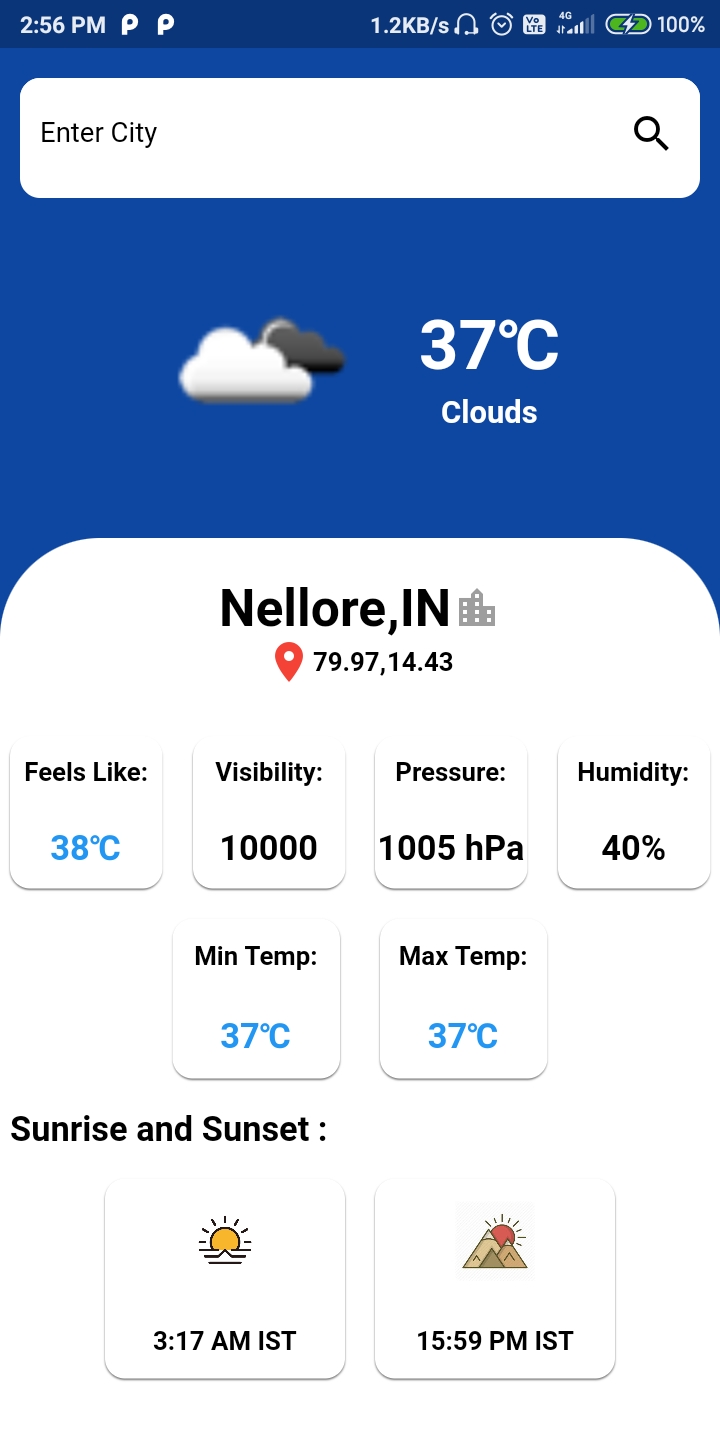 2:56 PM 1.2KB/s Vo LTE 4G 100%
Enter City
37℃
Clouds
Nellore,IN
79.97,14.43
Feels Like: Visibility: Pressure: Humidity:
38℃ 10000 1005 hPa 40%
Min Temp: Max Temp:
37℃ 37℃
Sunrise and Sunset :
3:17 AM IST 15:59 PM IST